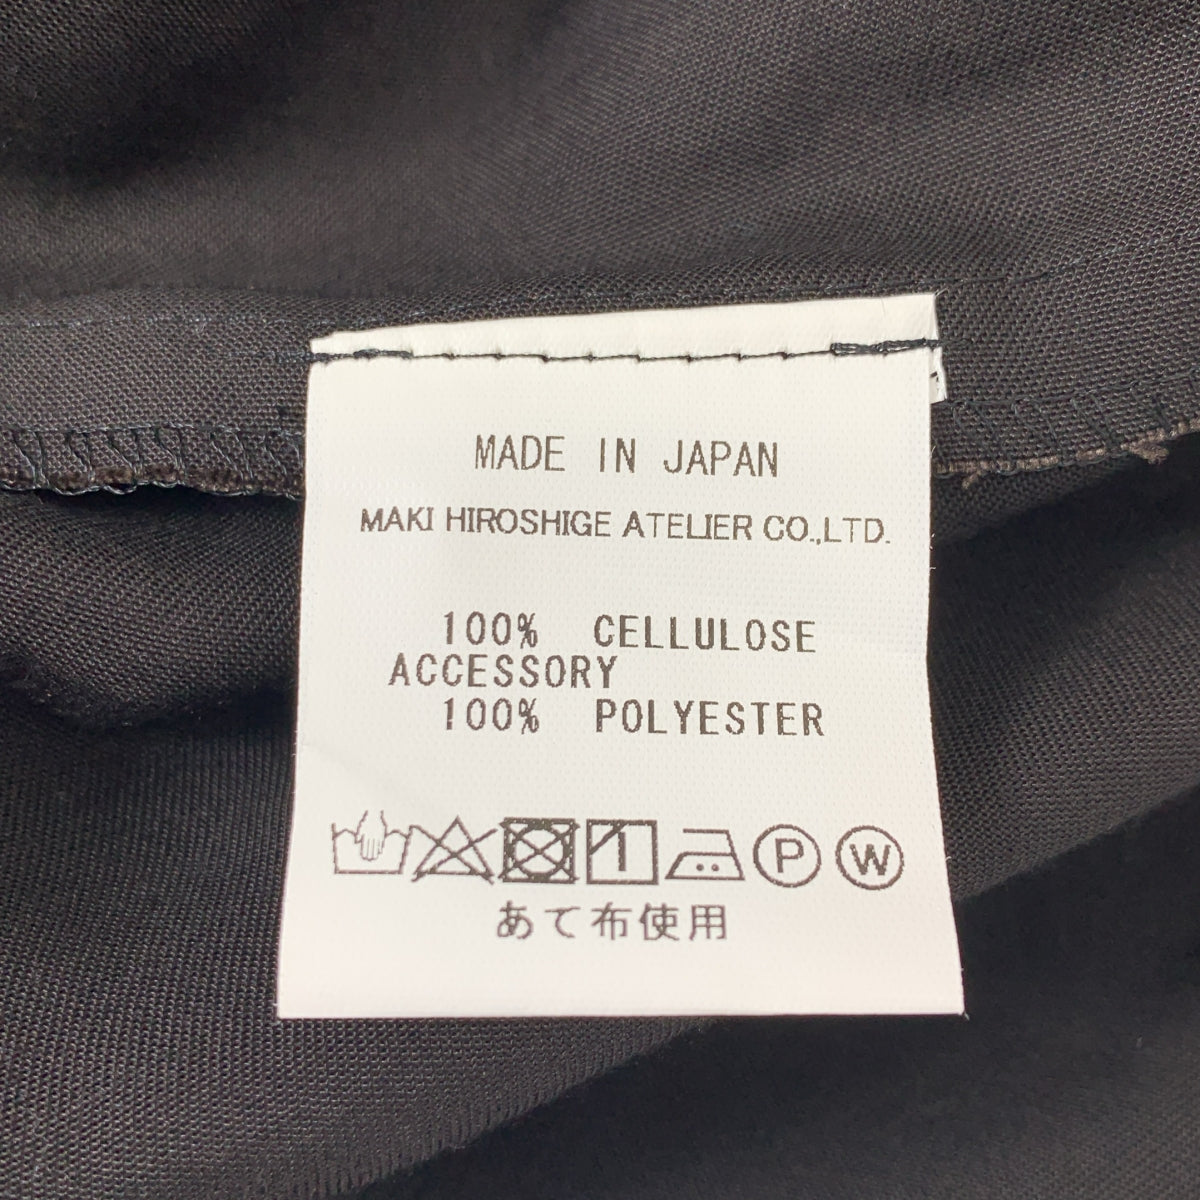 MADE IN JAPAN
MAKI HIROSHIGE ATELIER CO.,LTD.
100% CELLULOSE
ACCESSORY
100% POLYESTER
P W
あて布使用